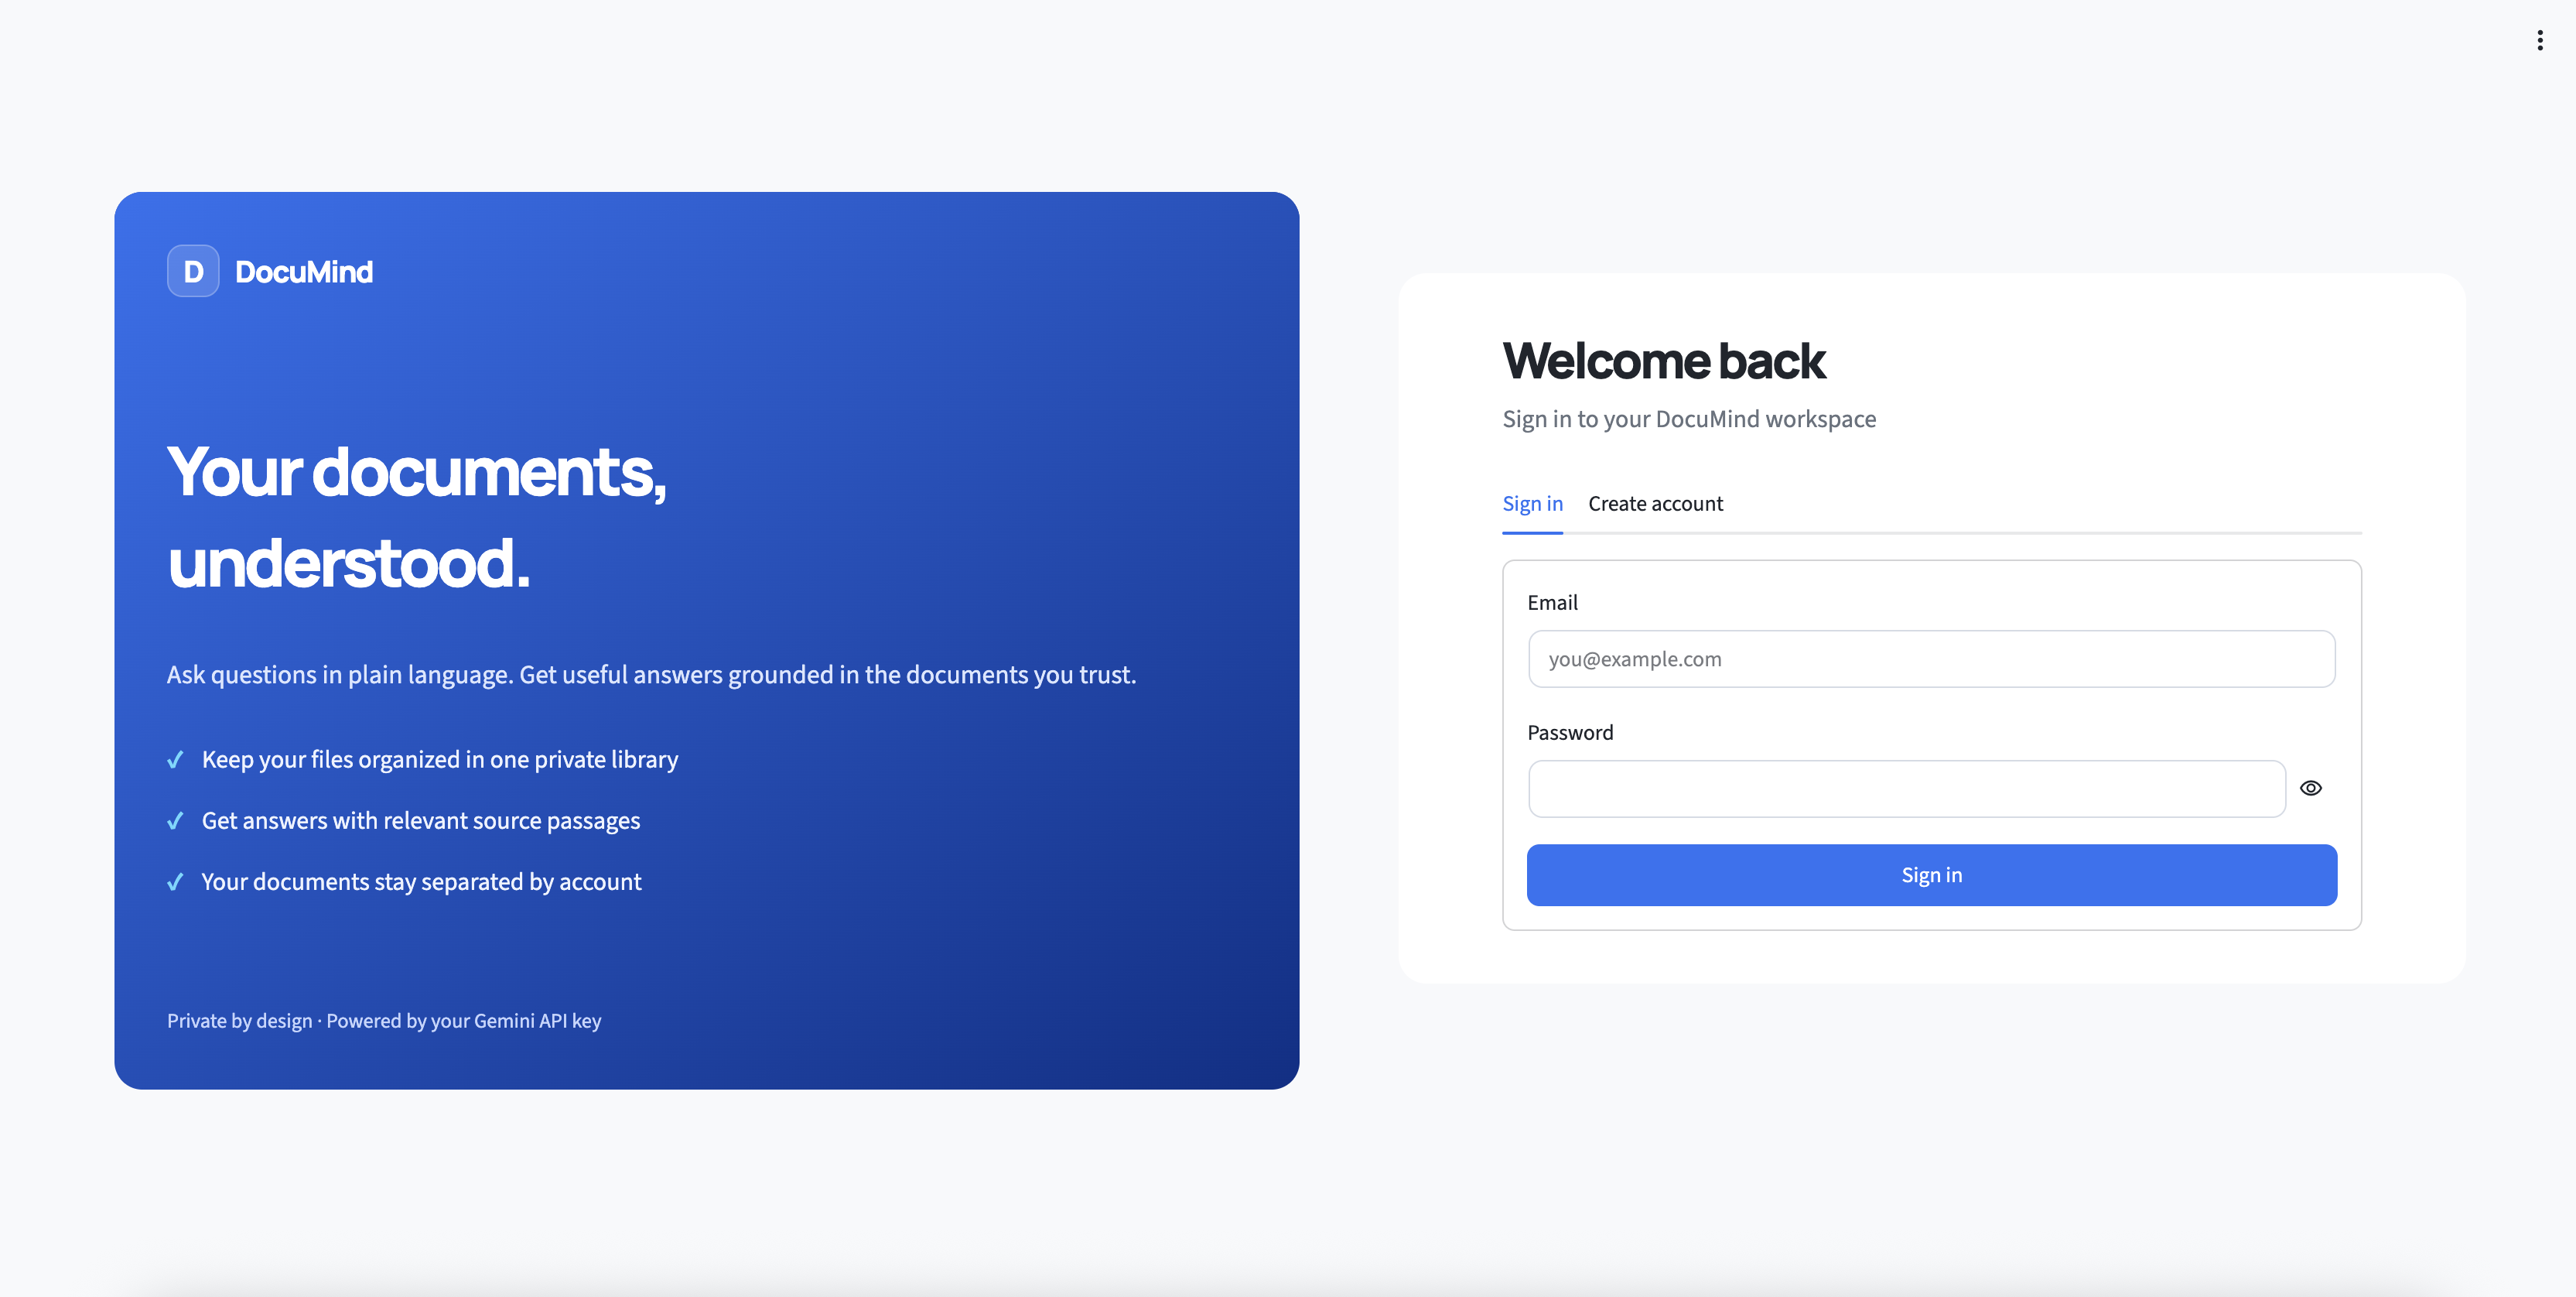 D DocuMind
Your documents,
understood.
Ask questions in plain language. Get useful answers grounded in the documents you trust.
✓ Keep your files organized in one private library
✓ Get answers with relevant source passages
✓ Your documents stay separated by account
Private by design · Powered by your Gemini API key
Welcome back
Sign in to your DocuMind workspace
Sign in Create account
Email
you@example.com
Password
Sign in